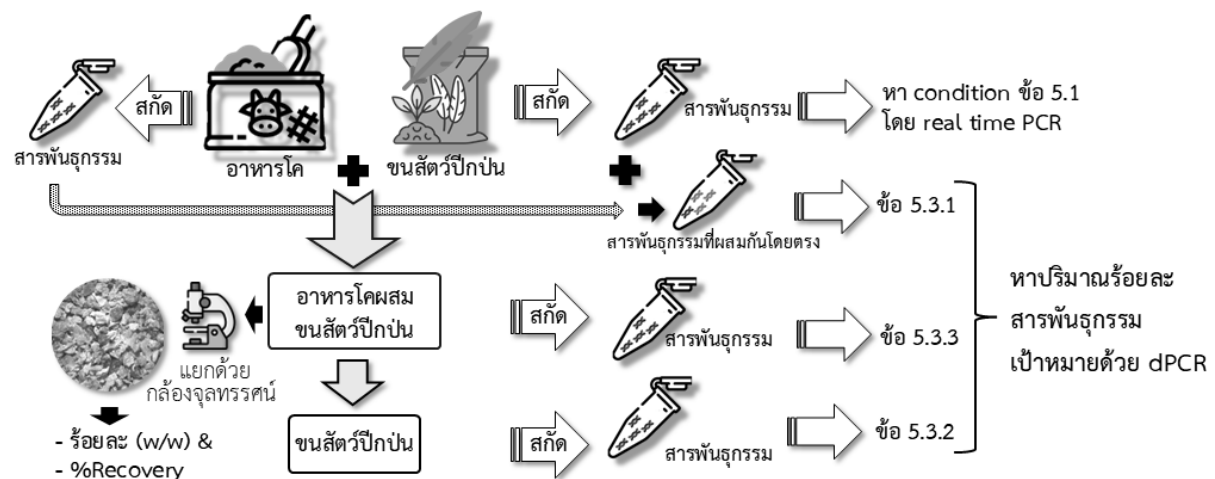 สกัด
สารพันธุกรรม
อาหารโค
ขนสัตว์ปีกป่น
สกัด
สารพันธุกรรม
หา condition ข้อ 5.1
โดย real time PCR
สารพันธุกรรมที่ผสมกันโดยตรง
ข้อ 5.3.1
อาหารโคผสม
ขนสัตว์ปีกป่น
แยกด้วย
กล้องจุลทรรศน์
- ร้อยละ (w/w) &
- %Recovery
สกัด
สารพันธุกรรม
ข้อ 5.3.3
ขนสัตว์ปีกป่น
สกัด
สารพันธุกรรม
ข้อ 5.3.2
หาปริมาณร้อยละ
สารพันธุกรรม
เป้าหมายด้วย dPCR